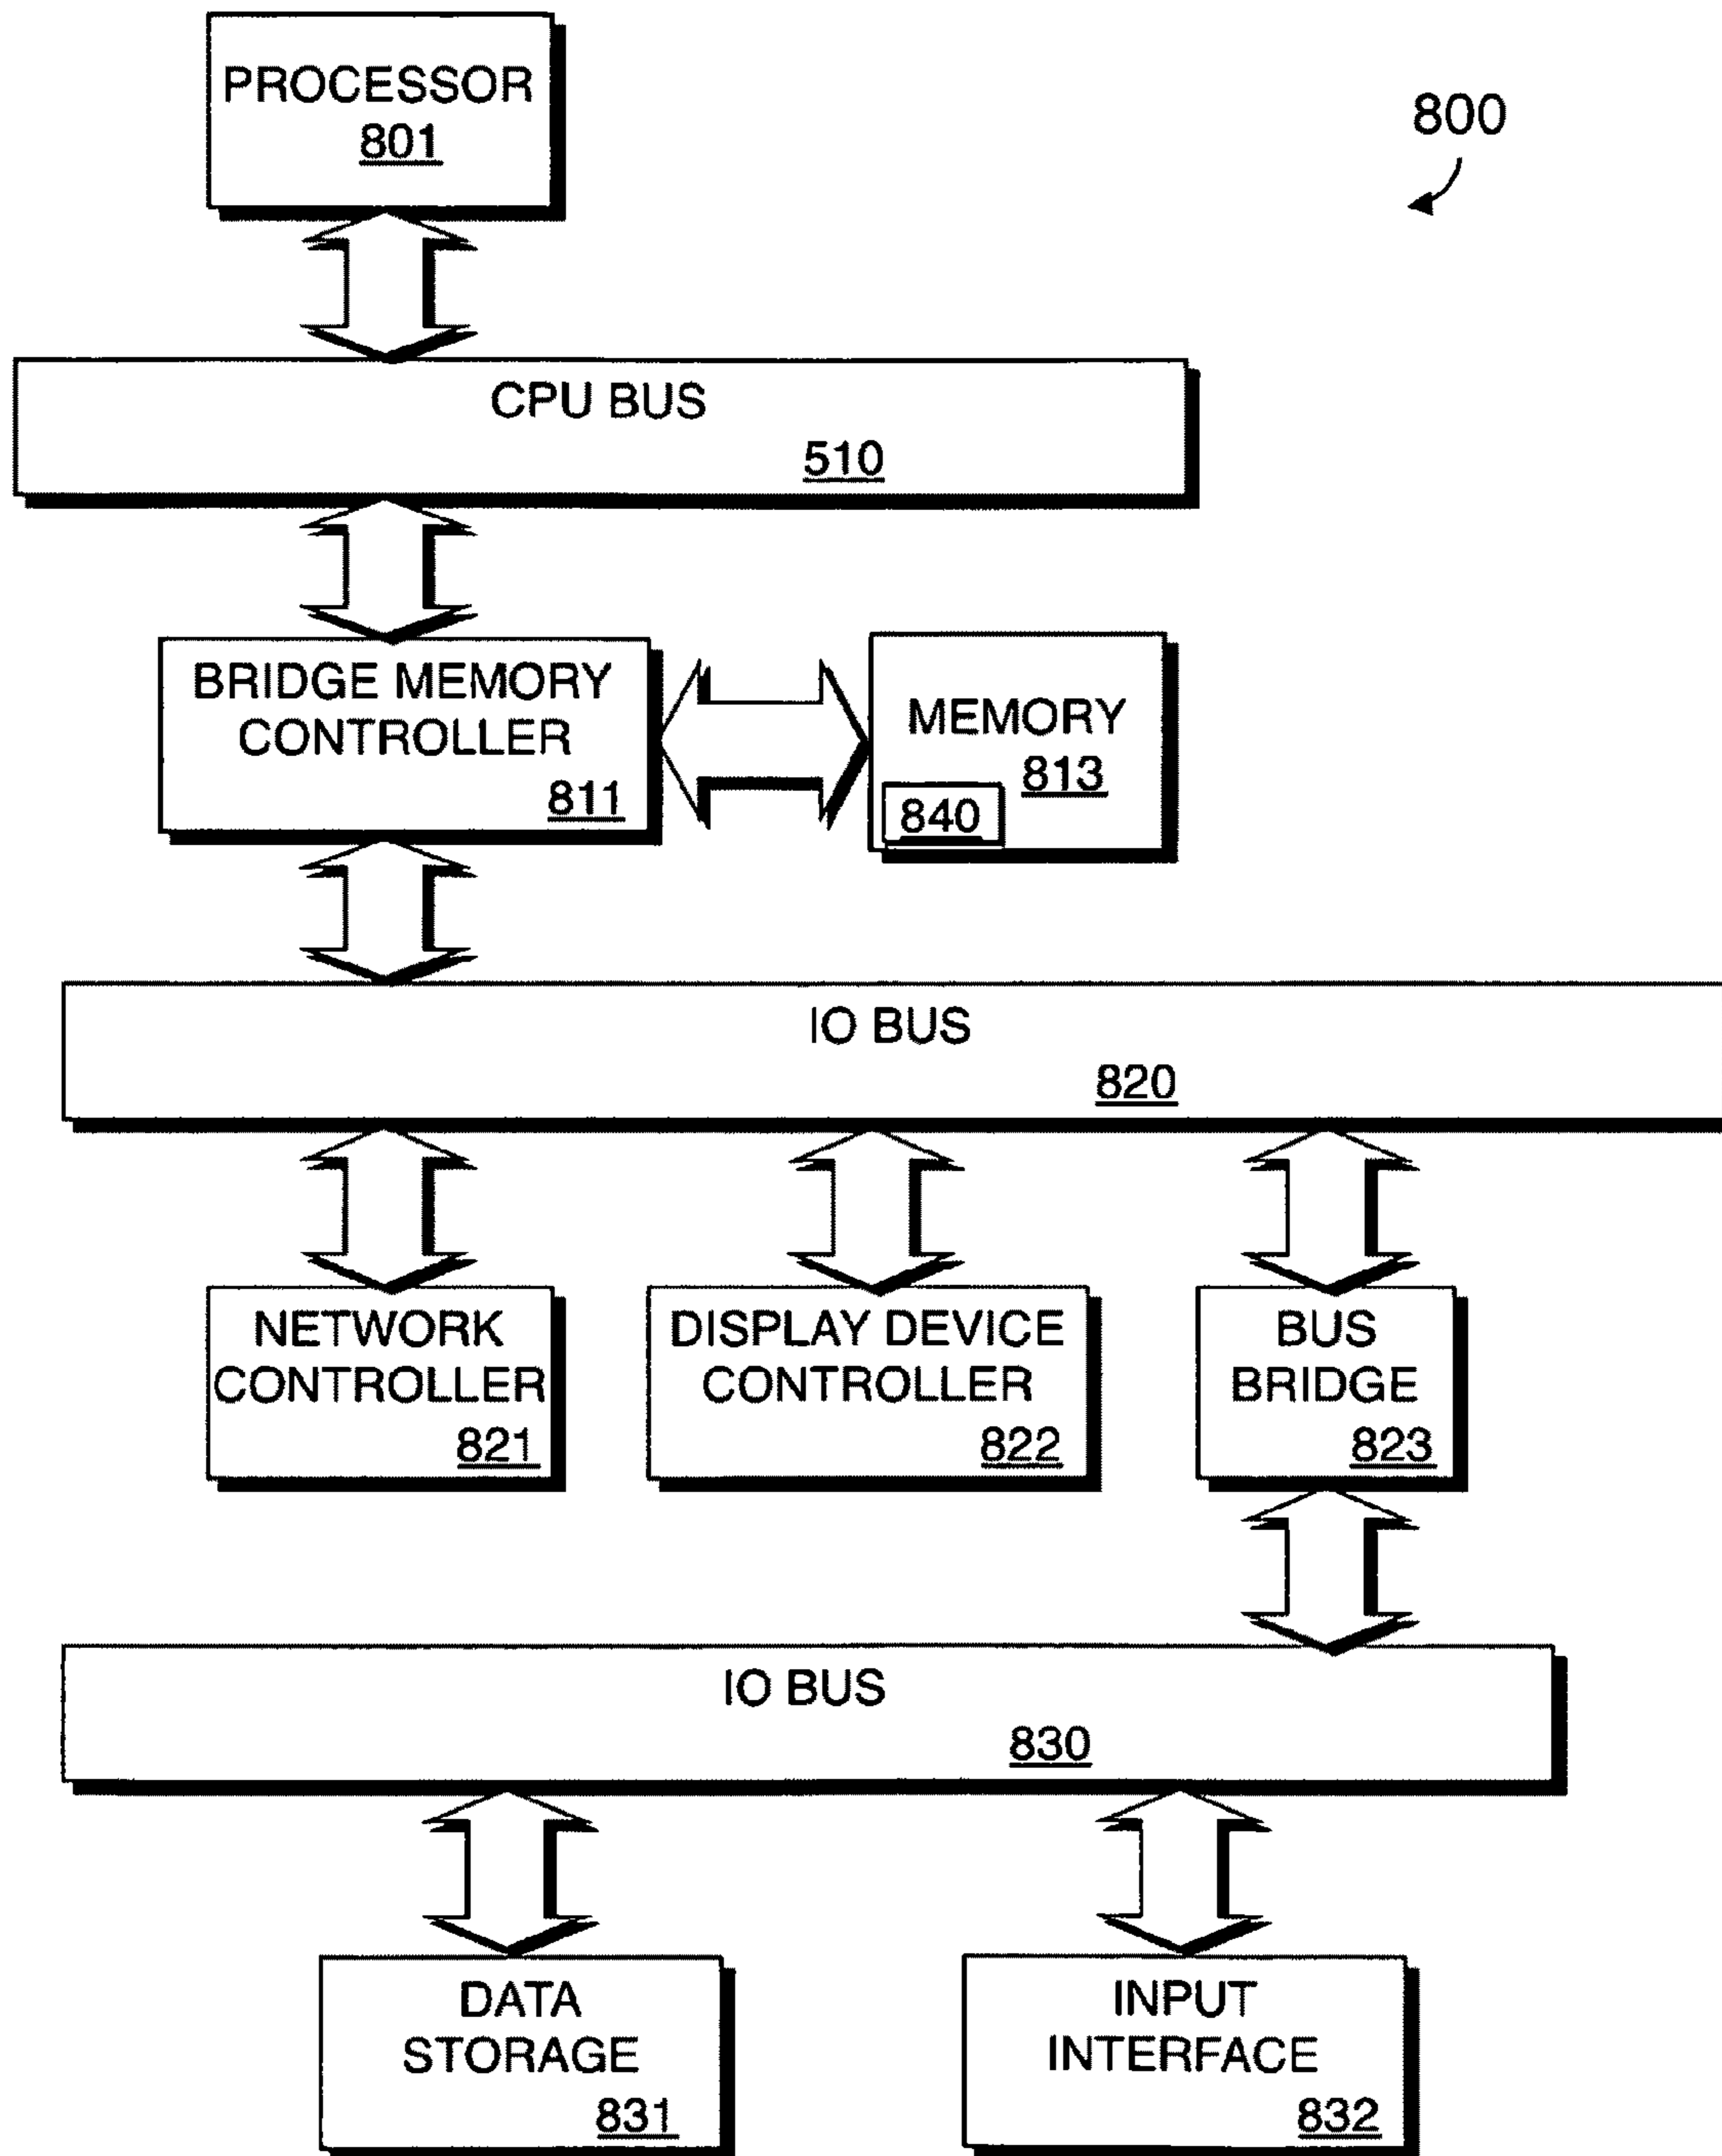 PROCESSOR
801
800
CPU BUS
510
BRIDGE MEMORY
CONTROLLER
811
MEMORY
813
840
IO BUS
820
NETWORK
CONTROLLER
821
DISPLAY DEVICE
CONTROLLER
822
BUS
BRIDGE
823
IO BUS
830
DATA
STORAGE
831
INPUT
INTERFACE
832